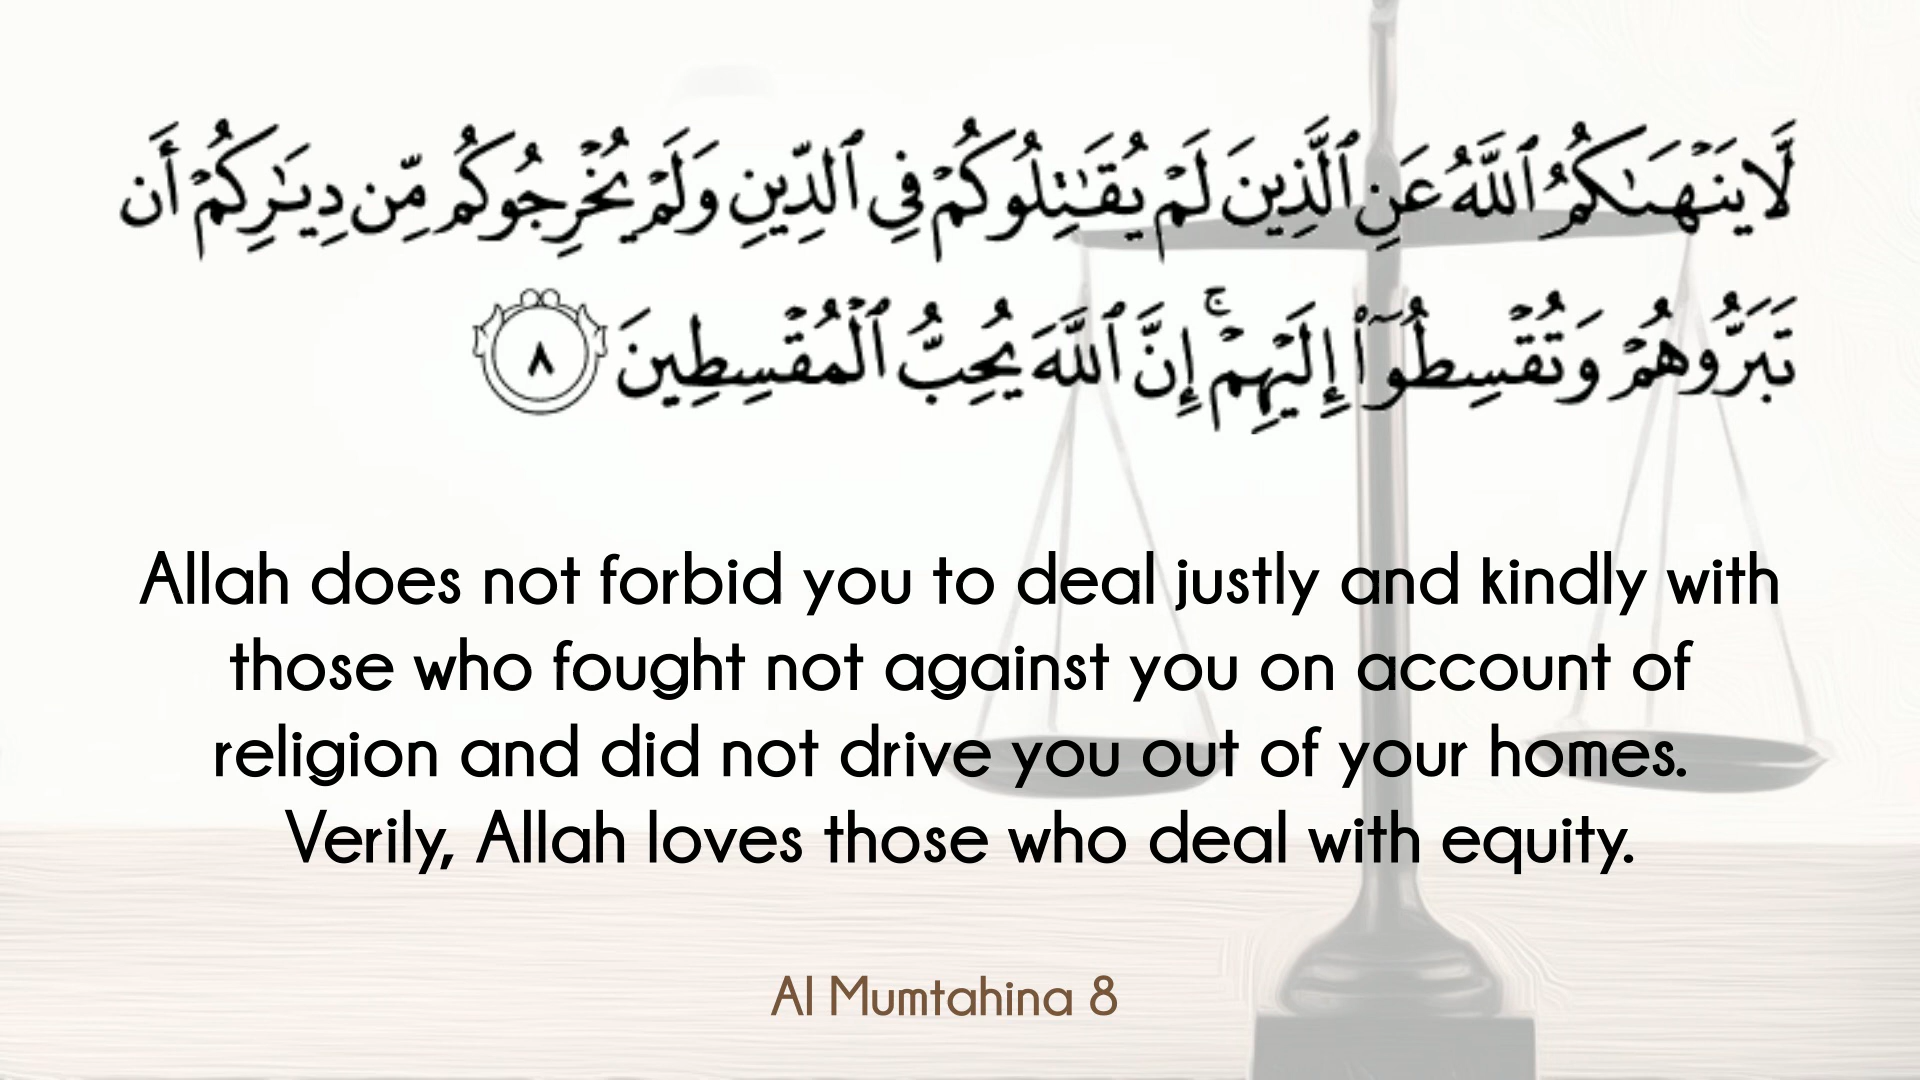 لَّا يَنْهَىٰكُمُ ٱللَّهُ عَنِ ٱلَّذِينَ لَمْ يُقَـٰتِلُوكُمْ فِى ٱلدِّينِ وَلَمْ يُخْرِجُوكُم مِّن دِيَـٰرِكُمْ أَن
تَبَرُّوهُمْ وَتُقْسِطُوٓا۟ إِلَيْهِمْ ۚ إِنَّ ٱللَّهَ يُحِبُّ ٱلْمُقْسِطِينَ ٨
Allah does not forbid you to deal justly and kindly with
those who fought not against you on account of
religion and did not drive you out of your homes.
Verily, Allah loves those who deal with equity.
Al Mumtahina 8